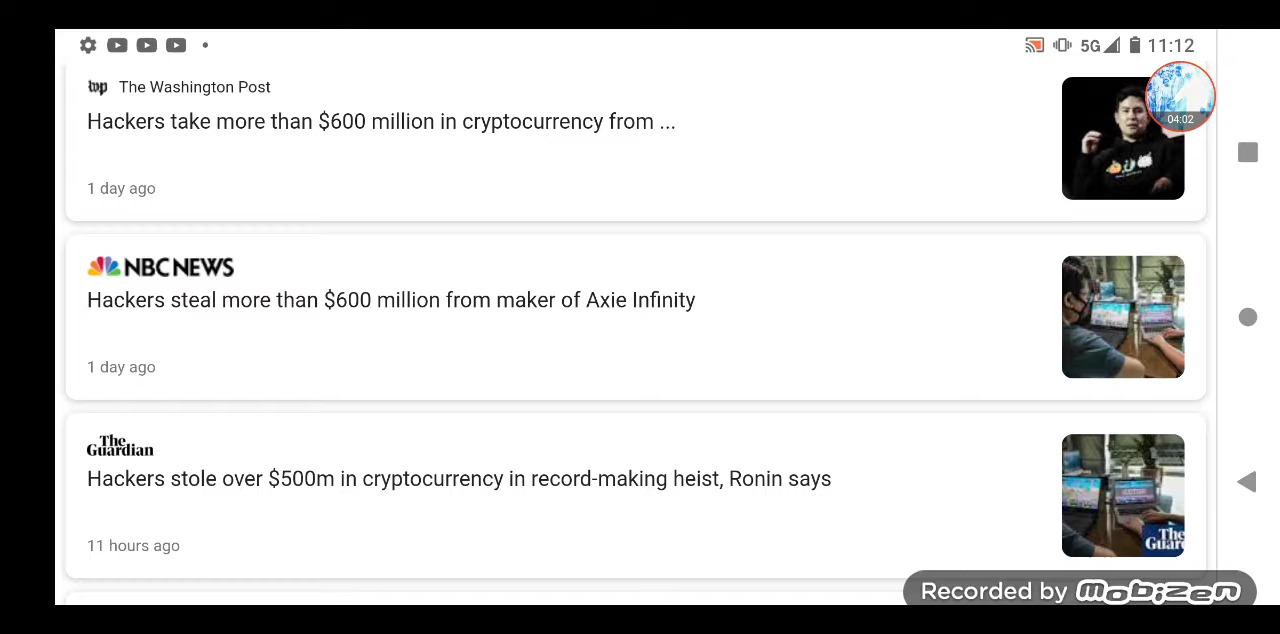 5G 11:12
wp The Washington Post
Hackers take more than $600 million in cryptocurrency from ...
04:02
1 day ago
NBC NEWS
Hackers steal more than $600 million from maker of Axie Infinity
1 day ago
The
Guardian
Hackers stole over $500m in cryptocurrency in record-making heist, Ronin says
The
Guar
11 hours ago
Recorded by mobizen